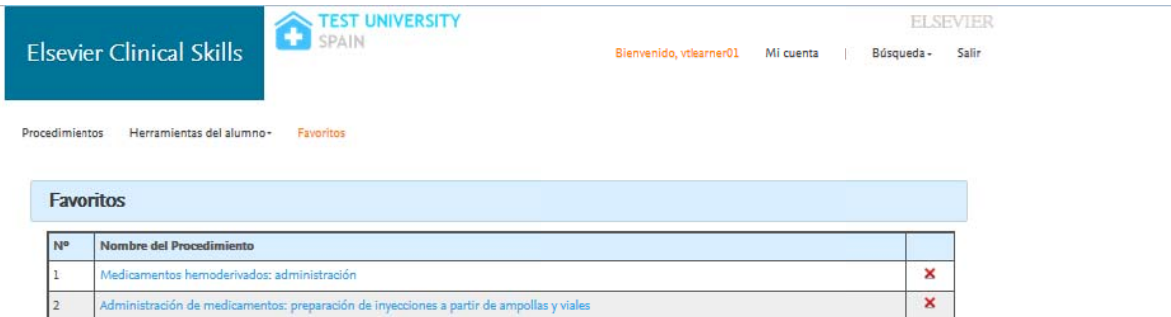 TEST UNIVERSITY
SPAIN
ELSEVIER
Elsevier Clinical Skills
Bienvenido, vtlearner01 Mi cuenta | Búsqueda Salir
Procedimientos Herramientas del alumno Favoritos
Favoritos
Nº Nombre del Procedimiento
1 Medicamentos hemoderivados: administración
2 Administración de medicamentos: preparación de inyecciones a partir de ampollas y viales